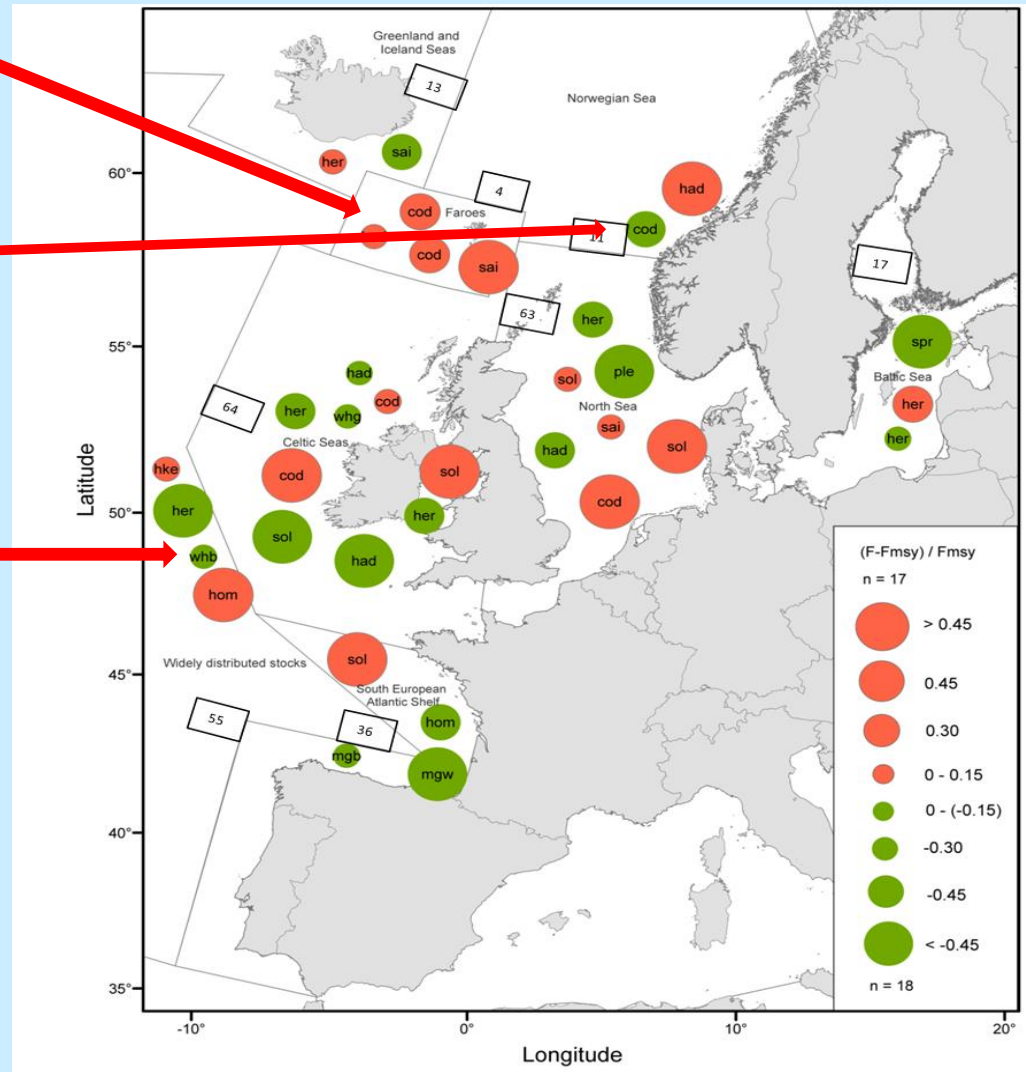 Greenland and
Iceland Seas
13
Norwegian Sea
her
sai
60°
4
had
cod
Faroes
cod
11
cod
sai
17
63
her
spr
55°
had
ple
sol
Baltic Sea
cod
North Sea
her
64
her
whg
sai
her
Celtic Seas
had
sol
hke
cod
sol
Latitude
50°
her
cod
her
sol
had
whb
hom
sol
Widely distributed stocks
45°
South European
Atlantic Shelf
55
36
hom
mgb
mgw
40°
35°
(F-Fmsy) / Fmsy
n = 17
> 0.45
0.45
0.30
0 - 0.15
0 - (-0.15)
-0.30
-0.45
< -0.45
n = 18
-10°
0°
10°
20°
Longitude